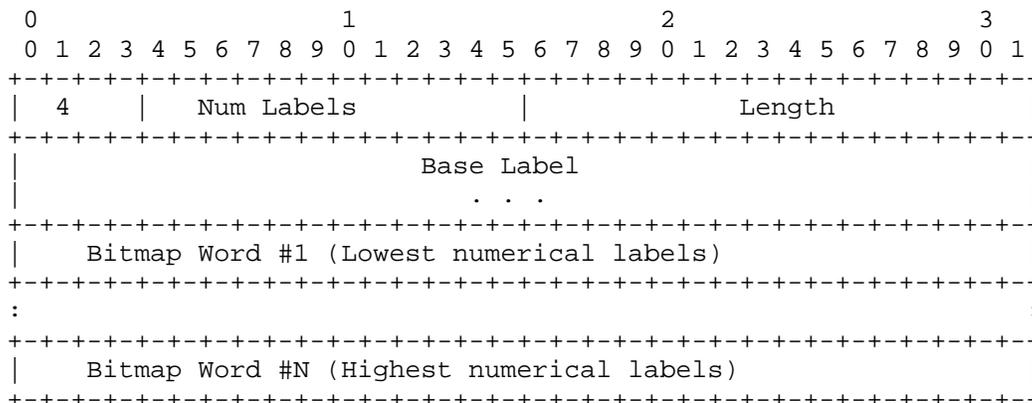 0                   1                   2                   3
 0 1 2 3 4 5 6 7 8 9 0 1 2 3 4 5 6 7 8 9 0 1 2 3 4 5 6 7 8 9 0 1
+-+-+-+-+-+-+-+-+-+-+-+-+-+-+-+-+-+-+-+-+-+-+-+-+-+-+-+-+-+-+-+--
|  4    |   Num Labels          |             Length
+-+-+-+-+-+-+-+-+-+-+-+-+-+-+-+-+-+-+-+-+-+-+-+-+-+-+-+-+-+-+-+--
|                         Base Label
|                            . . .
+-+-+-+-+-+-+-+-+-+-+-+-+-+-+-+-+-+-+-+-+-+-+-+-+-+-+-+-+-+-+-+--
|    Bitmap Word #1 (Lowest numerical labels)
+-+-+-+-+-+-+-+-+-+-+-+-+-+-+-+-+-+-+-+-+-+-+-+-+-+-+-+-+-+-+-+--
:                                                               :
+-+-+-+-+-+-+-+-+-+-+-+-+-+-+-+-+-+-+-+-+-+-+-+-+-+-+-+-+-+-+-+--
|    Bitmap Word #N (Highest numerical labels)
+-+-+-+-+-+-+-+-+-+-+-+-+-+-+-+-+-+-+-+-+-+-+-+-+-+-+-+-+-+-+-+--